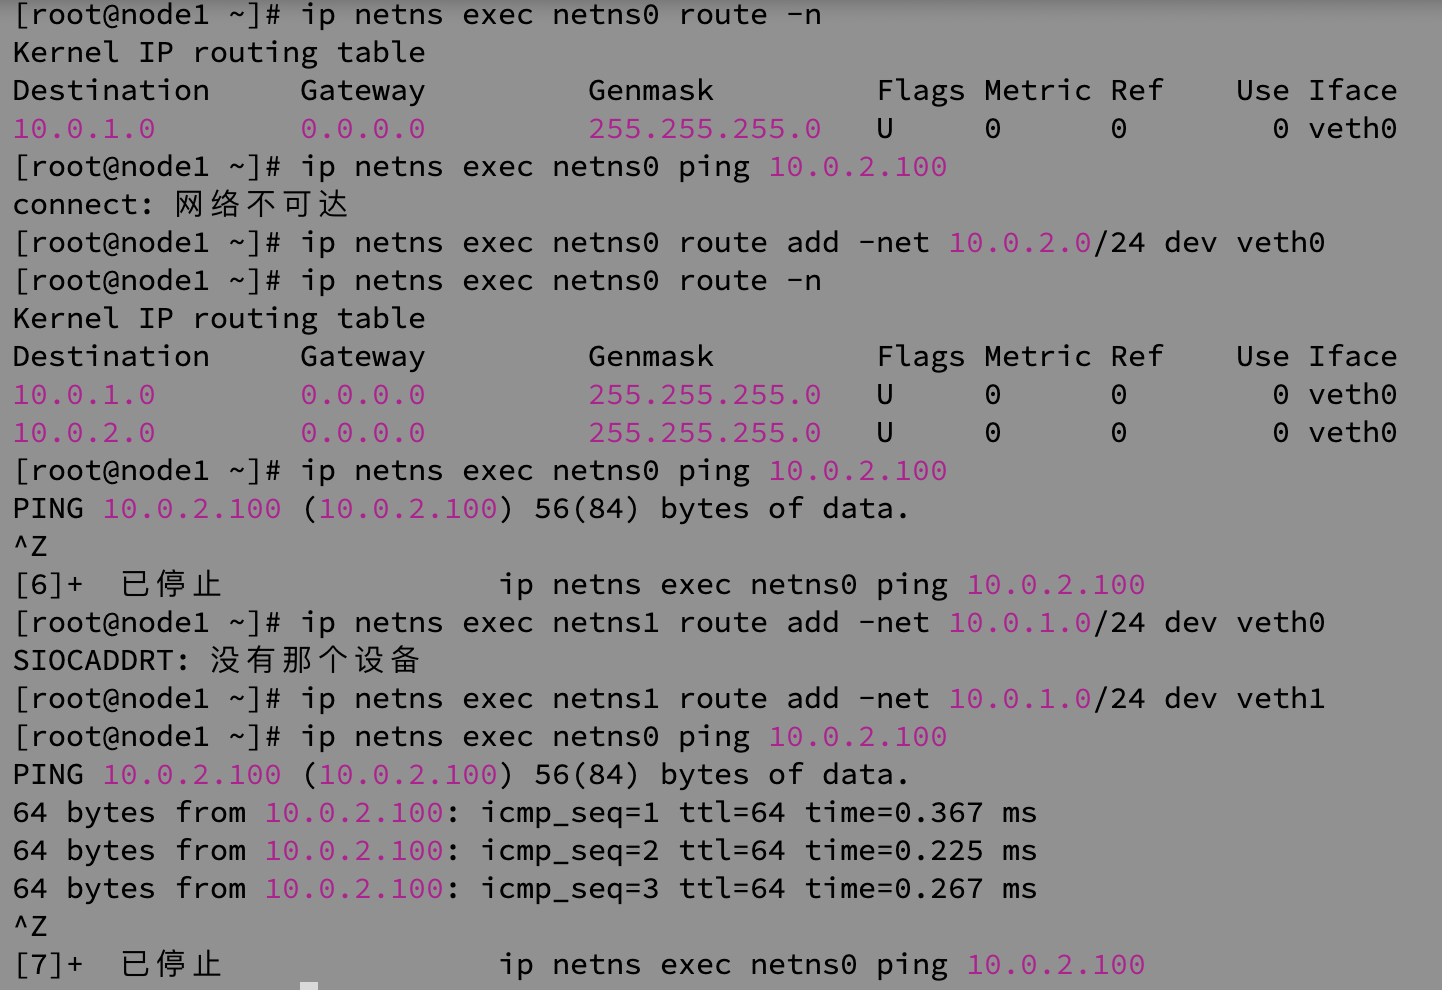 [root@node1 ~]# ip netns exec netns0 route -n
Kernel IP routing table
Destination     Gateway         Genmask         Flags Metric Ref    Use Iface
10.0.1.0        0.0.0.0         255.255.255.0   U     0      0        0 veth0
[root@node1 ~]# ip netns exec netns0 ping 10.0.2.100
connect: 网络不可达
[root@node1 ~]# ip netns exec netns0 route add -net 10.0.2.0/24 dev veth0
[root@node1 ~]# ip netns exec netns0 route -n
Kernel IP routing table
Destination     Gateway         Genmask         Flags Metric Ref    Use Iface
10.0.1.0        0.0.0.0         255.255.255.0   U     0      0        0 veth0
10.0.2.0        0.0.0.0         255.255.255.0   U     0      0        0 veth0
[root@node1 ~]# ip netns exec netns0 ping 10.0.2.100
PING 10.0.2.100 (10.0.2.100) 56(84) bytes of data.
^Z
[6]+  已停止               ip netns exec netns0 ping 10.0.2.100
[root@node1 ~]# ip netns exec netns1 route add -net 10.0.1.0/24 dev veth0
SIOCADDRT: 没有那个设备
[root@node1 ~]# ip netns exec netns1 route add -net 10.0.1.0/24 dev veth1
[root@node1 ~]# ip netns exec netns0 ping 10.0.2.100
PING 10.0.2.100 (10.0.2.100) 56(84) bytes of data.
64 bytes from 10.0.2.100: icmp_seq=1 ttl=64 time=0.367 ms
64 bytes from 10.0.2.100: icmp_seq=2 ttl=64 time=0.225 ms
64 bytes from 10.0.2.100: icmp_seq=3 ttl=64 time=0.267 ms
^Z
[7]+  已停止               ip netns exec netns0 ping 10.0.2.100